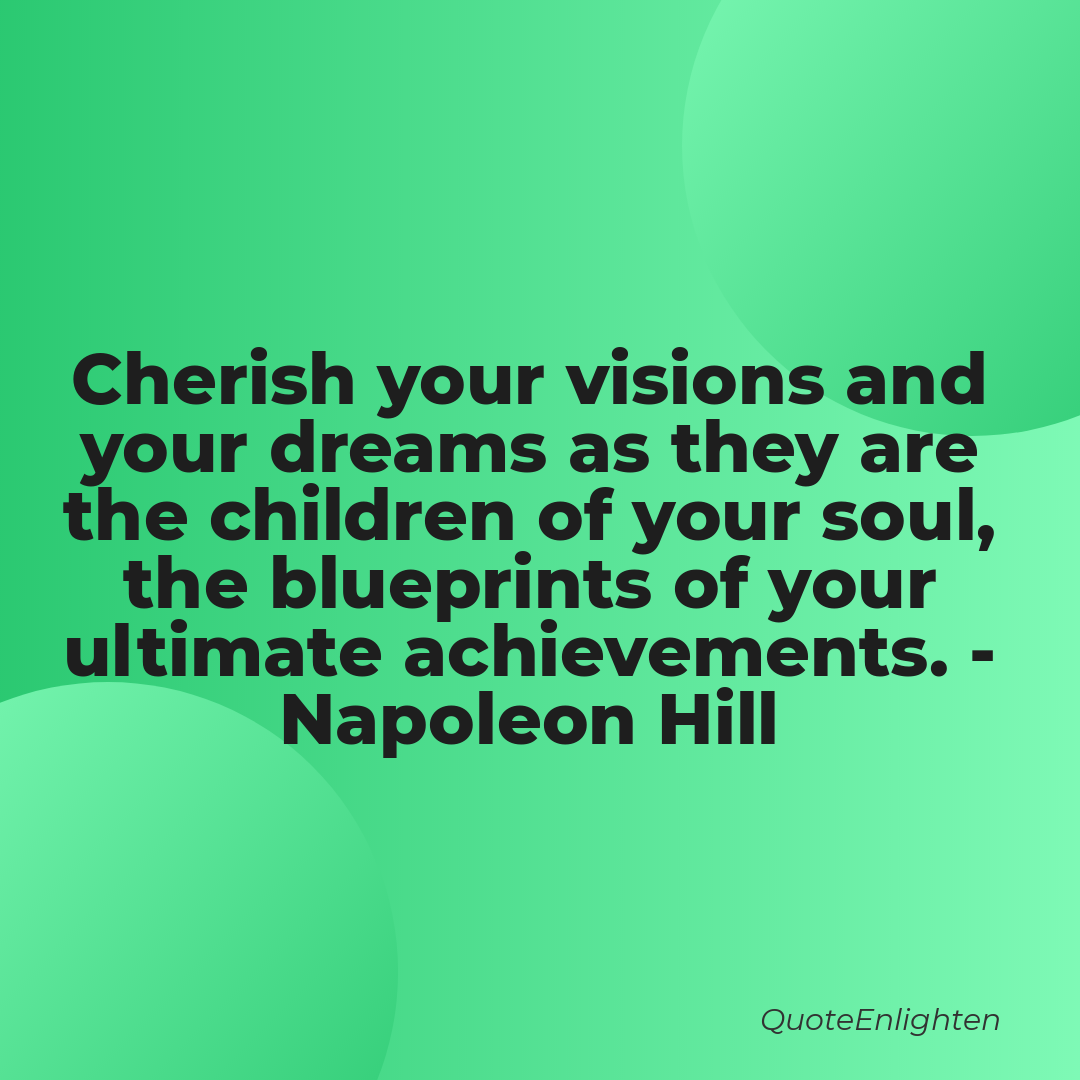 Cherish your visions and
your dreams as they are
the children of your soul,
the blueprints of your
ultimate achievements. -
Napoleon Hill
QuoteEnlighten